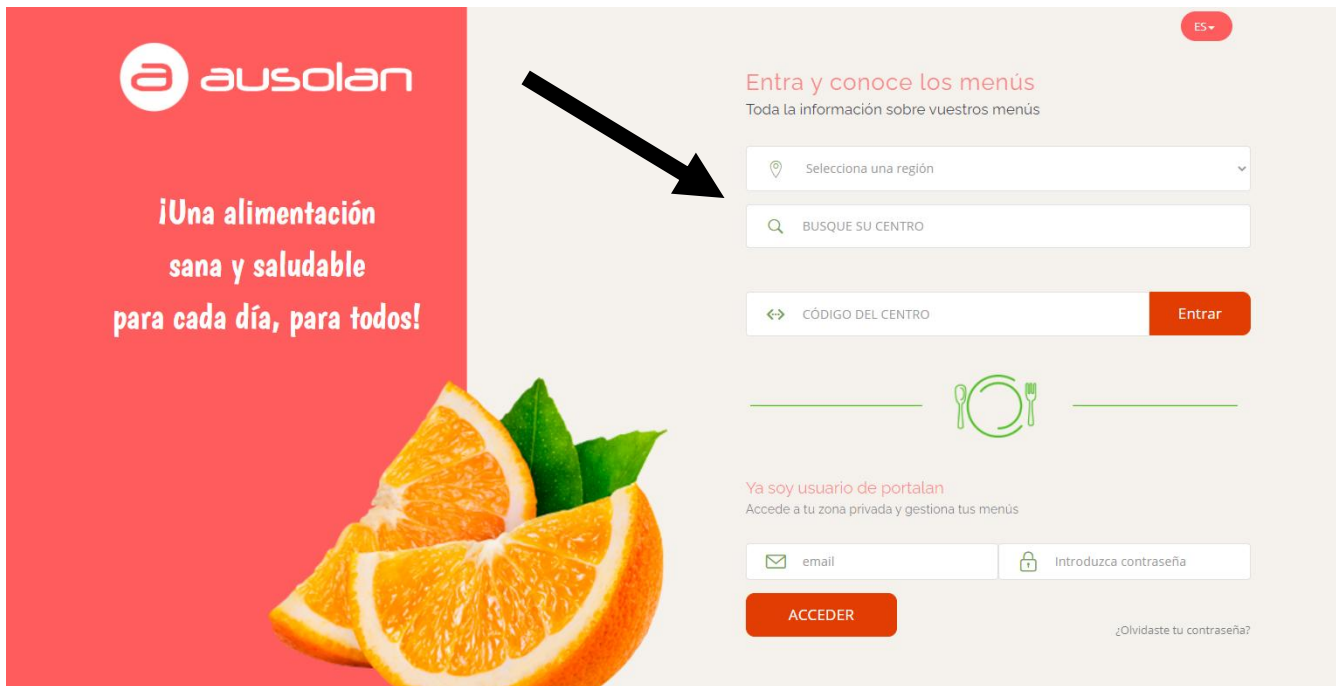 ausolan
¡Una alimentación
sana y saludable
para cada día, para todos!
ES
Entra y conoce los menús
Toda la información sobre vuestros menús
Selecciona una región
BUSQUE SU CENTRO
CÓDIGO DEL CENTRO
Entrar
Ya soy usuario de portalan
Accede a tu zona privada y gestiona tus menús
email
Introduzca contraseña
ACCEDER
¿Olvidaste tu contraseña?